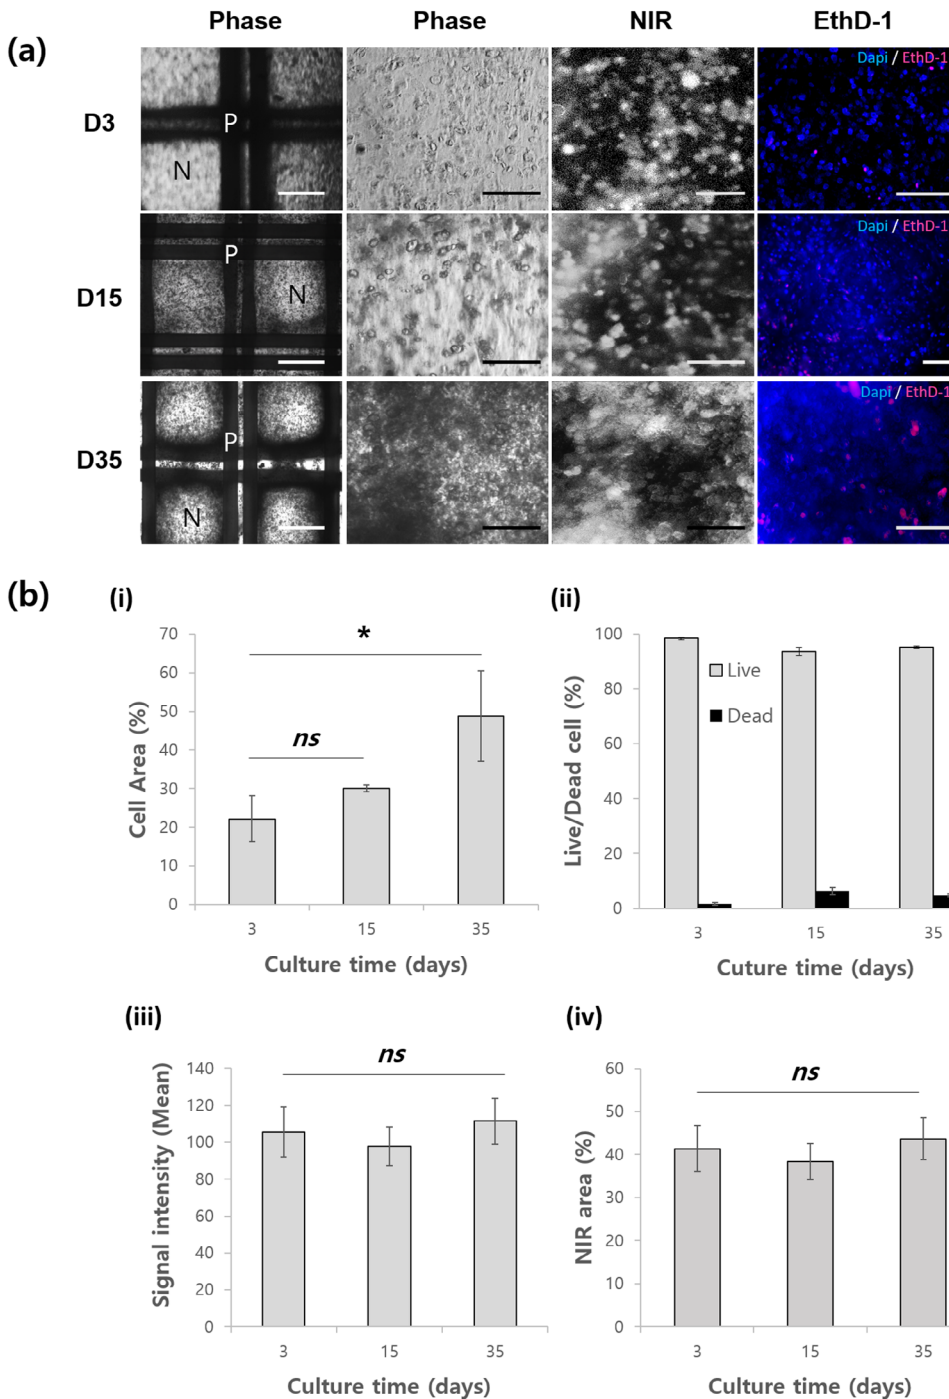 Phase Phase NIR EthD-1
(a)
Dapi / EthD-1
D3
P
N
Dapi / EthD-1
P
D15
N
Dapi / EthD-1
P
D35
N
(b)
(i)
70
60
50
40
30
20
10
0
*
ns
Cell Area (%)
3 15 35
Culture time (days)
(ii)
100
80
60
40
20
0
Live
Dead
Live/Dead cell (%)
3 15 35
Cuture time (days)
(iii)
140
120
100
80
60
40
20
0
ns
Signal intensity (Mean)
3 15 35
Culture time (days)
(iv)
60
50
40
30
20
10
0
ns
NIR area (%)
3 15 35
Culture time (days)